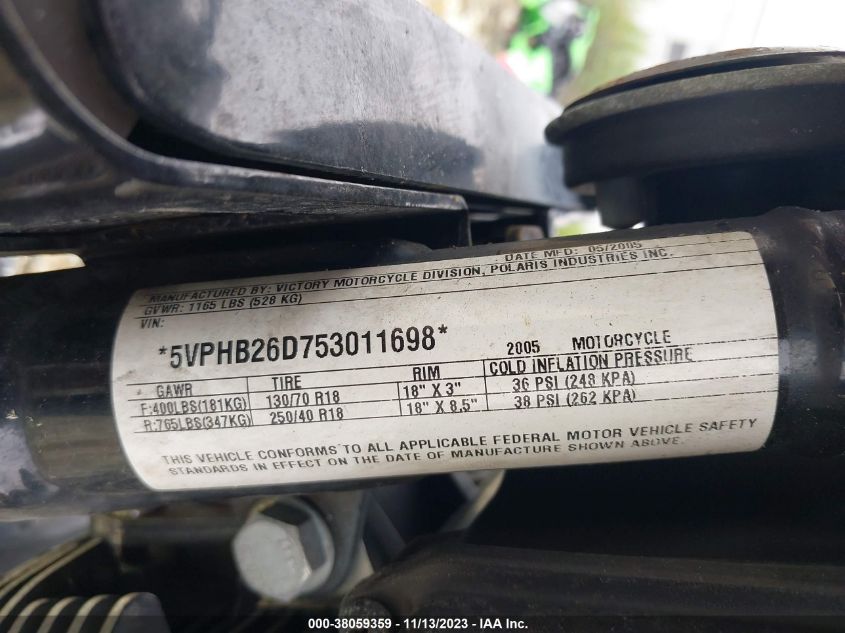 DATE MFD: 05/2005
MANUFACTURED BY: VICTORY MOTORCYCLE DIVISION, POLARIS INDUSTRIES INC.
GVWR: 1165 LBS (528 KG)
VIN:
*5VPHB26D753011698* 2005 MOTORCYCLE
GAWR TIRE RIM COLD INFLATION PRESSURE
F:400LBS(181KG) 130/70 R18 18" X 3" 36 PSI (248 KPA)
R:765LBS(347KG) 250/40 R18 18" X 8.5" 38 PSI (262 KPA)
THIS VEHICLE CONFORMS TO ALL APPLICABLE FEDERAL MOTOR VEHICLE SAFETY
STANDARDS IN EFFECT ON THE DATE OF MANUFACTURE SHOWN ABOVE.
000-38059359 - 11/13/2023 - IAA Inc.